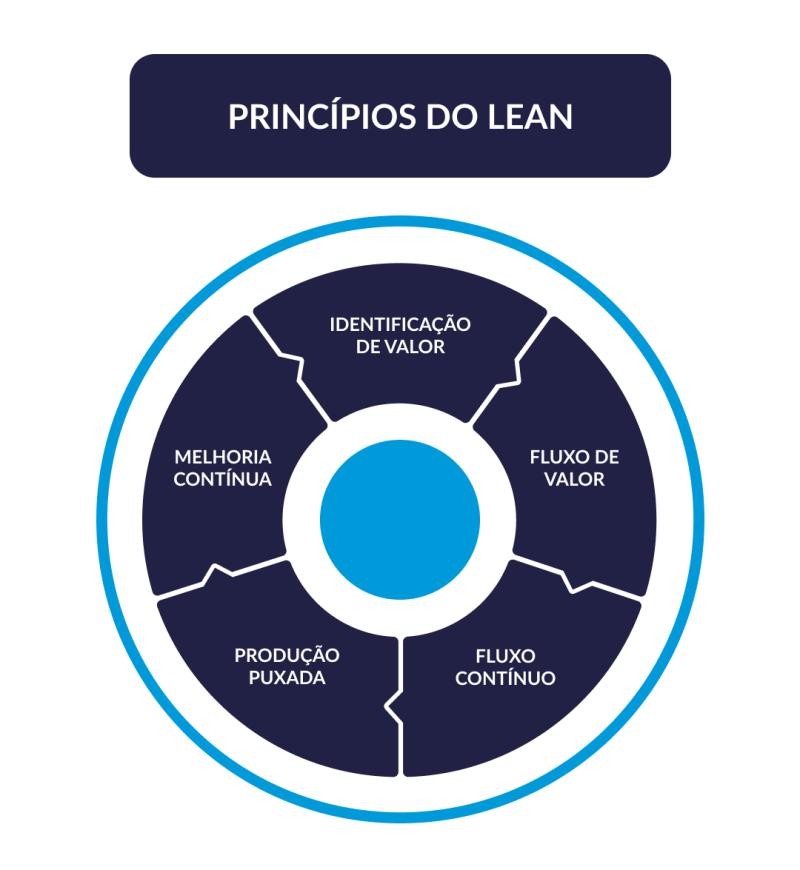 PRINCÍPIOS DO LEAN
IDENTIFICAÇÃO
DE VALOR
FLUXO DE
VALOR
FLUXO
CONTÍNUO
PRODUÇÃO
PUXADA
MELHORIA
CONTÍNUA